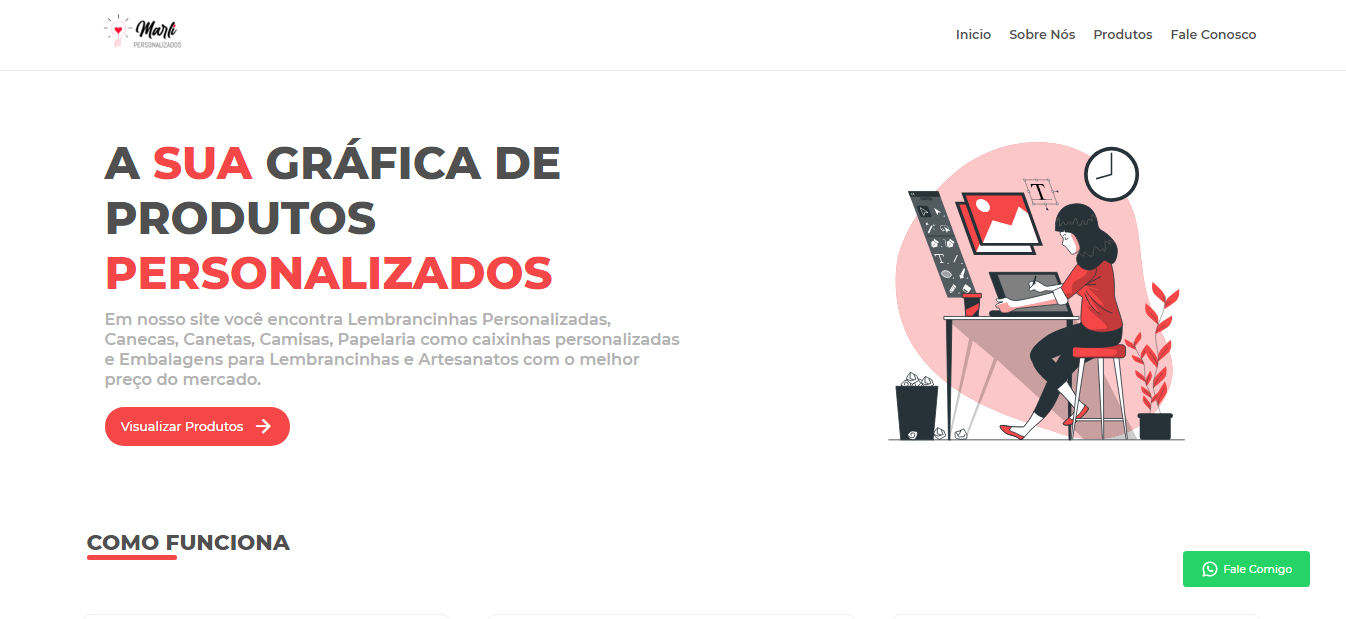 Marli
PERSONALIZADOS
Inicio Sobre Nós Produtos Fale Conosco
A SUA GRÁFICA DE
PRODUTOS
PERSONALIZADOS
T
Em nosso site você encontra Lembrancinhas Personalizadas,
Canecas, Canetas, Camisas, Papelaria como caixinhas personalizadas
e Embalagens para Lembrancinhas e Artesanatos com o melhor
preço do mercado.
T
Visualizar Produtos
COMO FUNCIONA
Fale Comigo